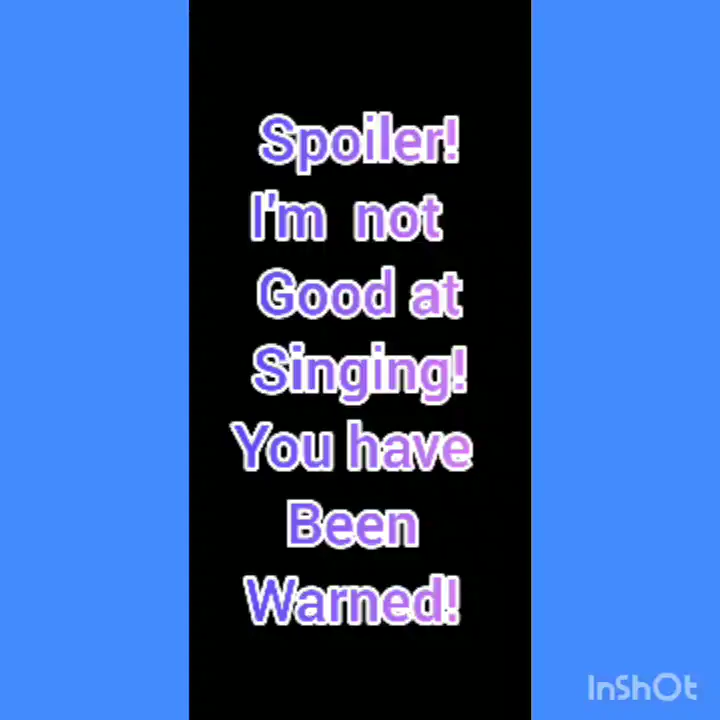 Spoiler!
I'm not
Good at
Singing!
You have
Been
Warned!
InShOt